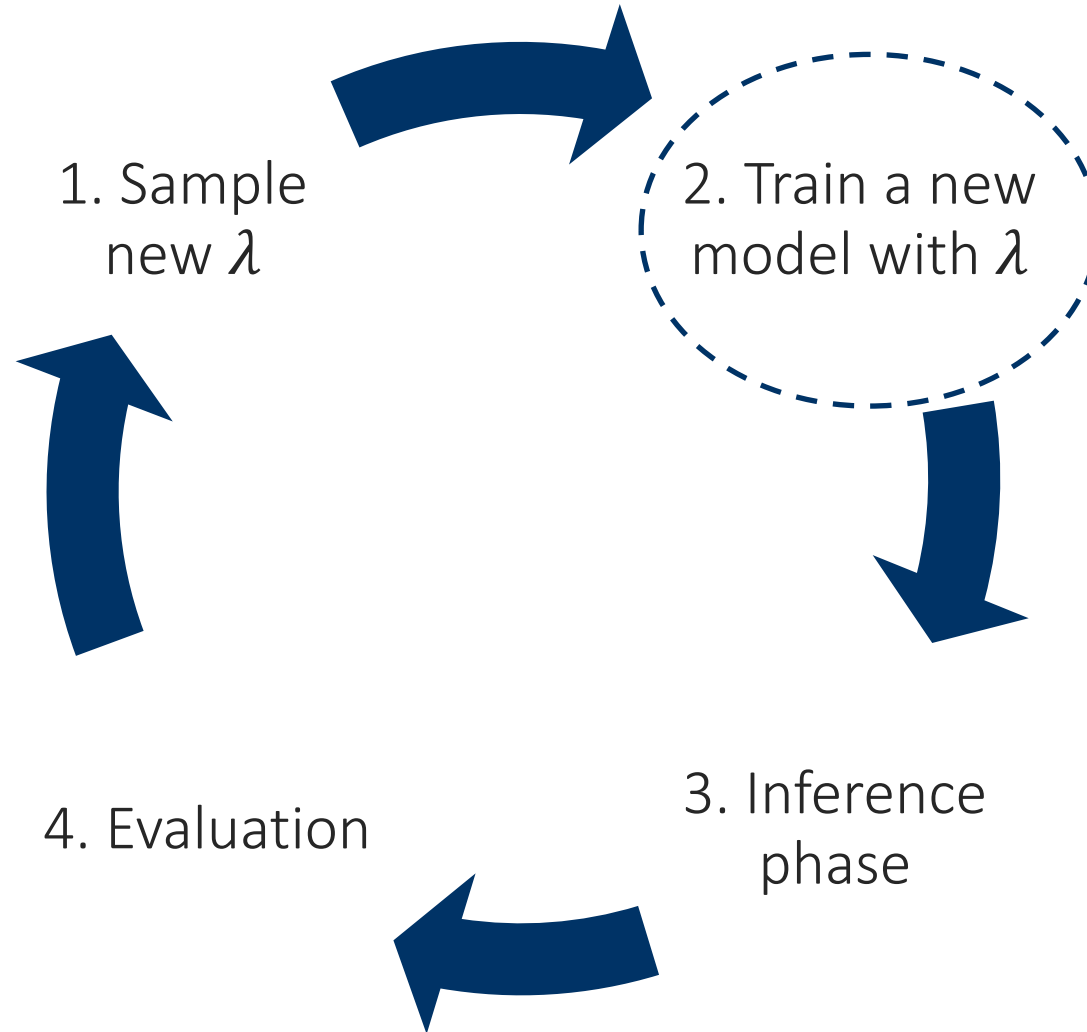 1. Sample
new λ
2. Train a new
model with λ
3. Inference
phase
4. Evaluation